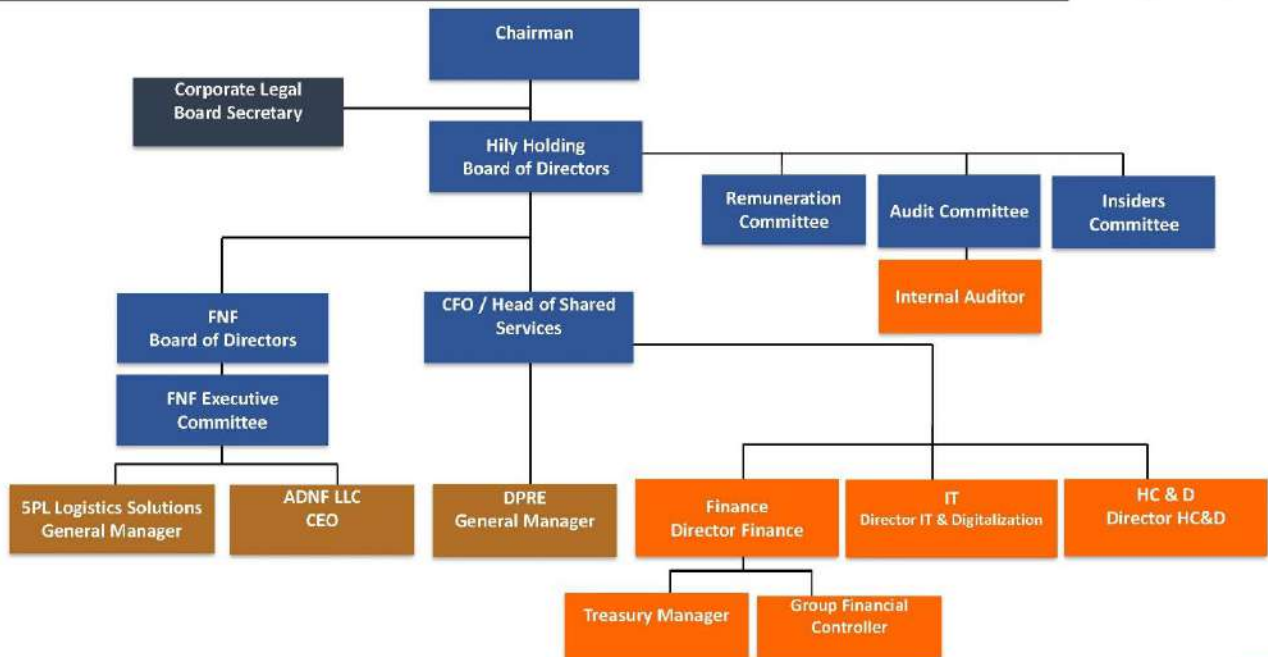 Chairman
Corporate Legal
Board Secretary
Hily Holding
Board of Directors
Remuneration
Committee
Audit Committee
Insiders
Committee
Internal Auditor
FNF
Board of Directors
CFO / Head of Shared
Services
FNF Executive
Committee
5PL Logistics Solutions
General Manager
ADNF LLC
CEO
DPRE
General Manager
Finance
Director Finance
IT
Director IT & Digitalization
HC & D
Director HC&D
Treasury Manager
Group Financial
Controller